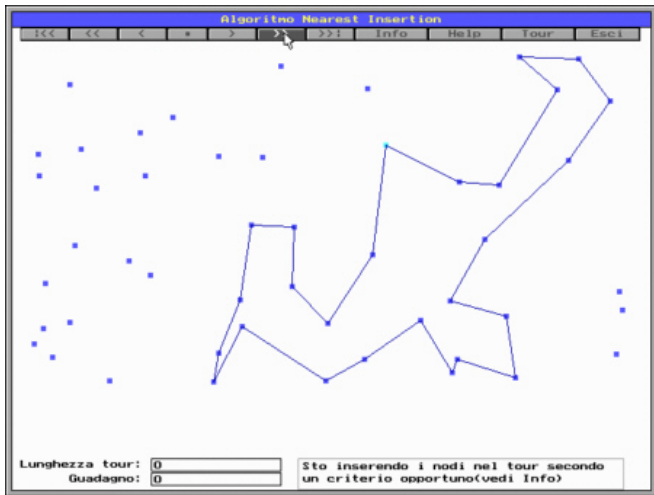 Algoritmo Nearest Insertion
!<< << < * > >> >>! Info Help Tour Esci
Lunghezza tour: 0
Guadagno: 0
Sto inserendo i nodi nel tour secondo
un criterio opportuno(vedi Info)